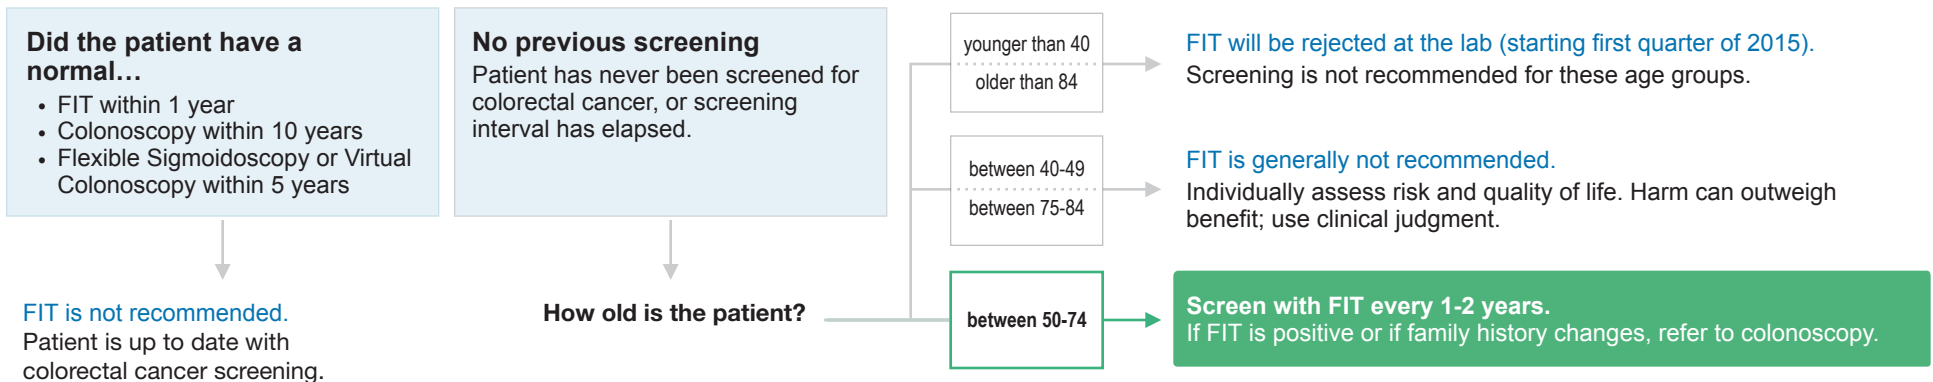 Did the patient have a
normal…
• FIT within 1 year
• Colonoscopy within 10 years
• Flexible Sigmoidoscopy or Virtual
Colonoscopy within 5 years
FIT is not recommended.
Patient is up to date with
colorectal cancer screening.
No previous screening
Patient has never been screened for
colorectal cancer, or screening
interval has elapsed.
How old is the patient?
younger than 40
older than 84
FIT will be rejected at the lab (starting first quarter of 2015).
Screening is not recommended for these age groups.
between 40-49
between 75-84
FIT is generally not recommended.
Individually assess risk and quality of life. Harm can outweigh
benefit; use clinical judgment.
between 50-74
Screen with FIT every 1-2 years.
If FIT is positive or if family history changes, refer to colonoscopy.